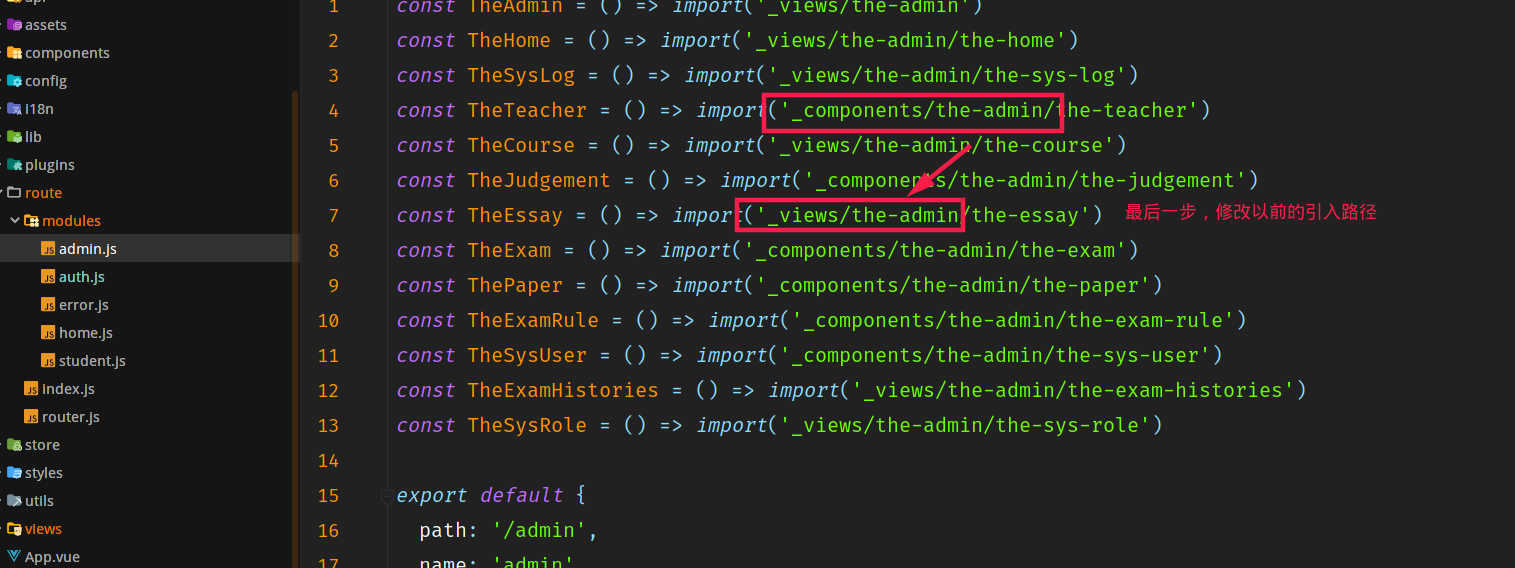 api
assets
components
config
i18n
lib
plugins
route
modules
admin.js
auth.js
error.js
home.js
student.js
index.js
router.js
store
styles
utils
views
App.vue
1 const TheAdmin = () => import('_views/the-admin')
2 const TheHome = () => import('_views/the-admin/the-home')
3 const TheSysLog = () => import('_views/the-admin/the-sys-log')
4 const TheTeacher = () => import('_components/the-admin/the-teacher')
5 const TheCourse = () => import('_views/the-admin/the-course')
6 const TheJudgement = () => import('_components/the-admin/the-judgement')
7 const TheEssay = () => import('_views/the-admin/the-essay') 最后一步，修改以前的引入路径
8 const TheExam = () => import('_components/the-admin/the-exam')
9 const ThePaper = () => import('_components/the-admin/the-paper')
10 const TheExamRule = () => import('_components/the-admin/the-exam-rule')
11 const TheSysUser = () => import('_components/the-admin/the-sys-user')
12 const TheExamHistories = () => import('_views/the-admin/the-exam-histories')
13 const TheSysRole = () => import('_views/the-admin/the-sys-role')
14
15 export default {
16 path: '/admin',
17 name: 'admin'